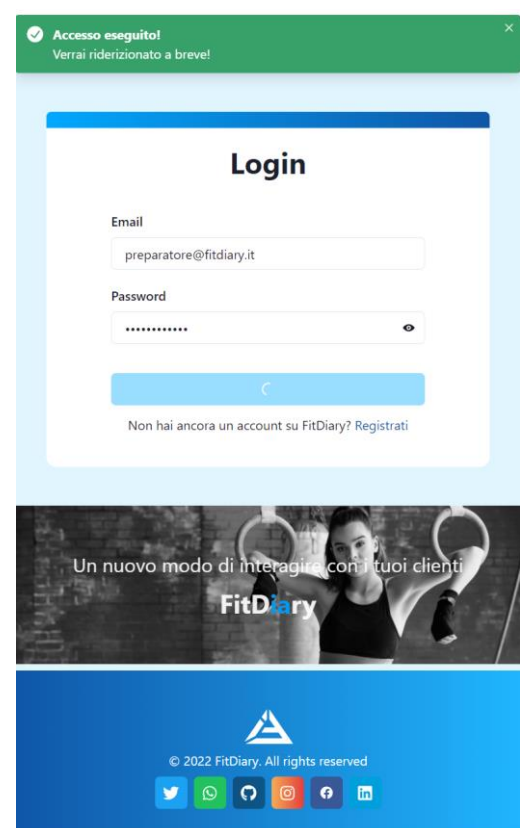 Accesso eseguito!
Verrai riderizionato a breve!
Login
Email
preparatore@fitdiary.it
Password
••••••••••••
Non hai ancora un account su FitDiary? Registrati
Un nuovo modo di interagire con i tuoi clienti
FitDiary
© 2022 FitDiary. All rights reserved